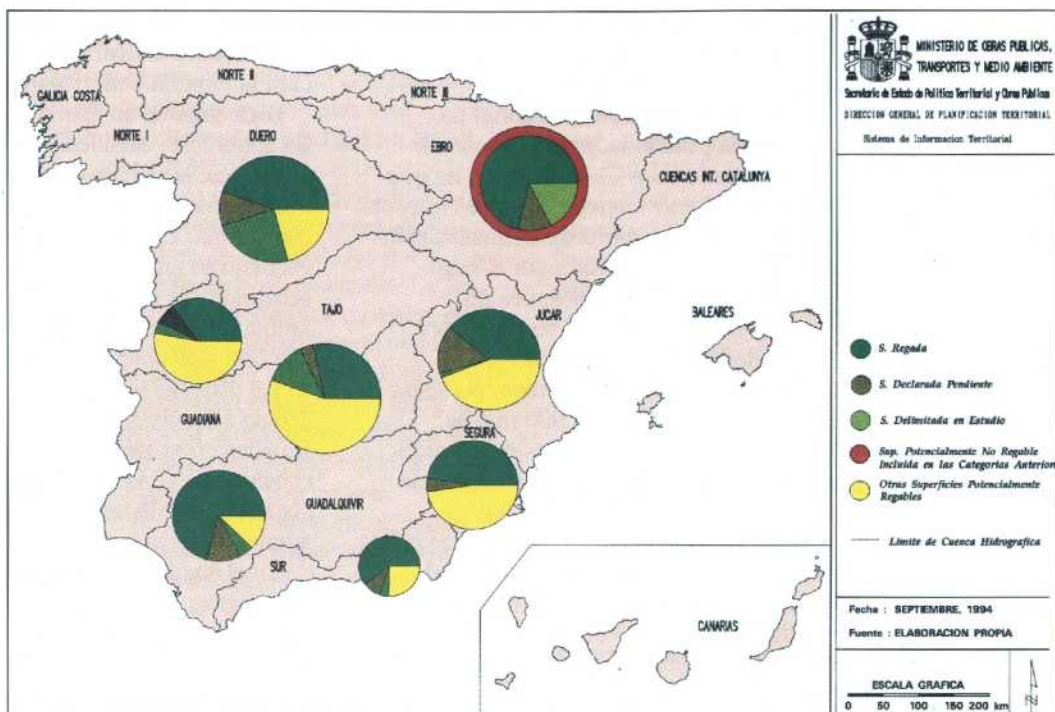 NORTE II
NORTE III
GALICIA COSTA
NORTE I
DUERO
EBRO
CUENCAS INT. CATALUNYA
TAJO
JUCAR
BALEARES
GUADIANA
SEGURA
GUADALQUIVIR
SUR
CANARIAS
MINISTERIO DE OBRAS PUBLICAS,
TRANSPORTES Y MEDIO AMBIENTE
Secretaria de Estado de Politica Territorial y Obras Públicas
DIRECCION GENERAL DE PLANIFICACION TERRITORIAL
Sistema de Informacion Territorial
S. Regada
S. Declarada Pendiente
S. Delimitada en Estudio
Sup. Potencialmente No Regable
Incluida en las Categorias Anterior
Otras Superficies Potencialmente
Regables
Limite de Cuenca Hidrografica
Fecha : SEPTIEMBRE, 1994
Fuente : ELABORACION PROPIA
ESCALA GRAFICA
0 50 100 150 200 km